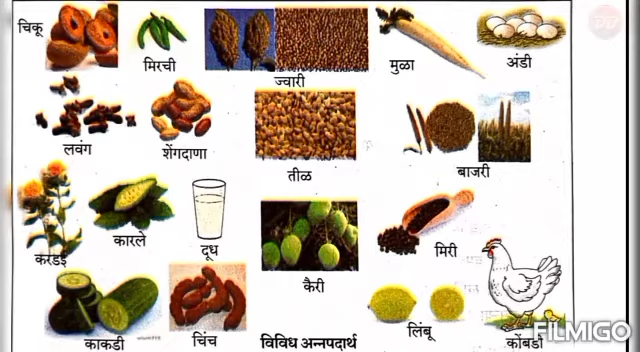 चिकू
मिरची
ज्वारी
मुळा
अंडी
लवंग
शेंगदाणा
तीळ
बाजरी
करडई
कारले
दूध
कैरी
मिरी
काकडी
चिंच
विविध अन्नपदार्थ
लिंबू
कोंबडी
FILMIGO